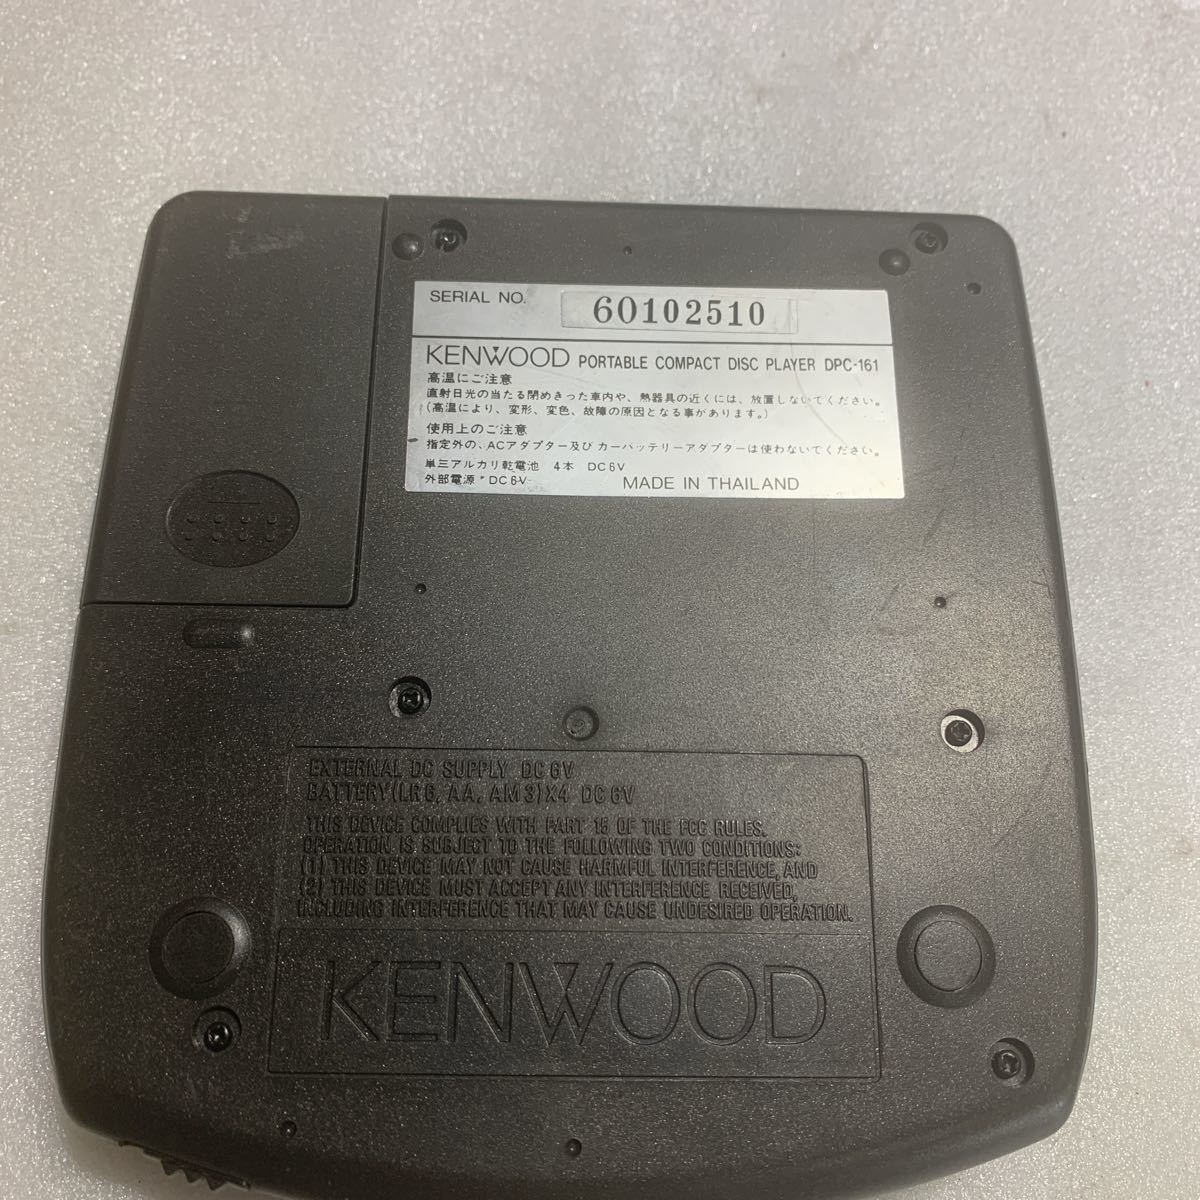 SERIAL NO. 60102510
KENWOOD PORTABLE COMPACT DISC PLAYER DPC-161
高温にご注意
直射日光の当たる閉めきった車内や、熱器具の近くには、放置しないでください。
(高温により、変形、変色、故障の原因となる事があります。)
使用上のご注意
指定外の、ACアダプター及び カーバッテリーアダプターは使わないでください。
単三アルカリ乾電池 4本 DC6V
外部電源 DC6V
MADE IN THAILAND
EXTERNAL DC SUPPLY DC 6V
BATTERY(LR6, AA, AM3)X4 DC 6V
THIS DEVICE COMPLIES WITH PART 15 OF THE FCC RULES.
OPERATION IS SUBJECT TO THE FOLLOWING TWO CONDITIONS:
(1) THIS DEVICE MAY NOT CAUSE HARMFUL INTERFERENCE, AND
(2) THIS DEVICE MUST ACCEPT ANY INTERFERENCE RECEIVED,
INCLUDING INTERFERENCE THAT MAY CAUSE UNDESIRED OPERATION.
KENWOOD